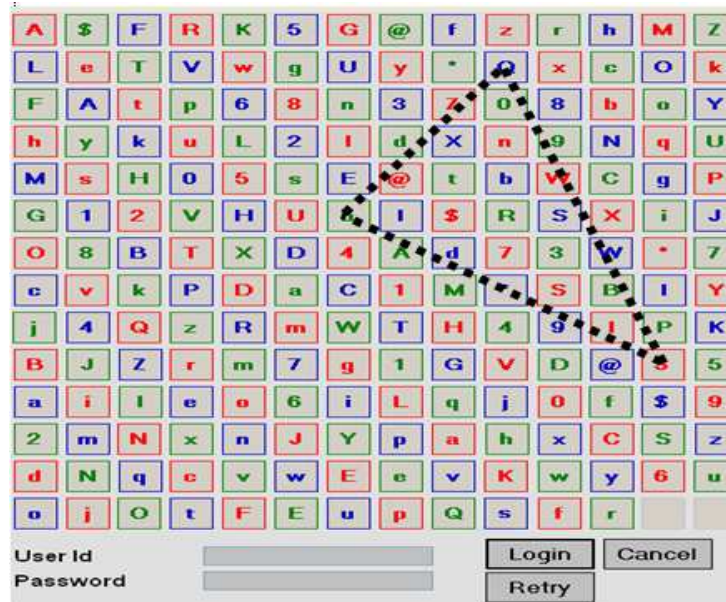 A $ F R K 5 G @ f z r h M Z
L e T V w g U y * Q x c O k
F A t p 6 8 n 3 7 0 8 b o Y
h y k u L 2 l d X n 9 N q U
M s H 0 5 s E @ t b W C g P
G 1 2 V H U I $ R S X i J
O 8 B T X D 4 A d 7 3 W * 7
c v k P D a C 1 M S B I Y
j 4 Q z R m W T H 4 9 I P K
B J Z r m 7 g 1 G V D @ 3 5
a i l e o 6 i L q j 0 f $ 9
2 m N x n J Y p a h x C S z
d N q c v w E e v K w y 6 u
o j O t F E u p Q s f r
User Id Login Cancel
Password
Retry